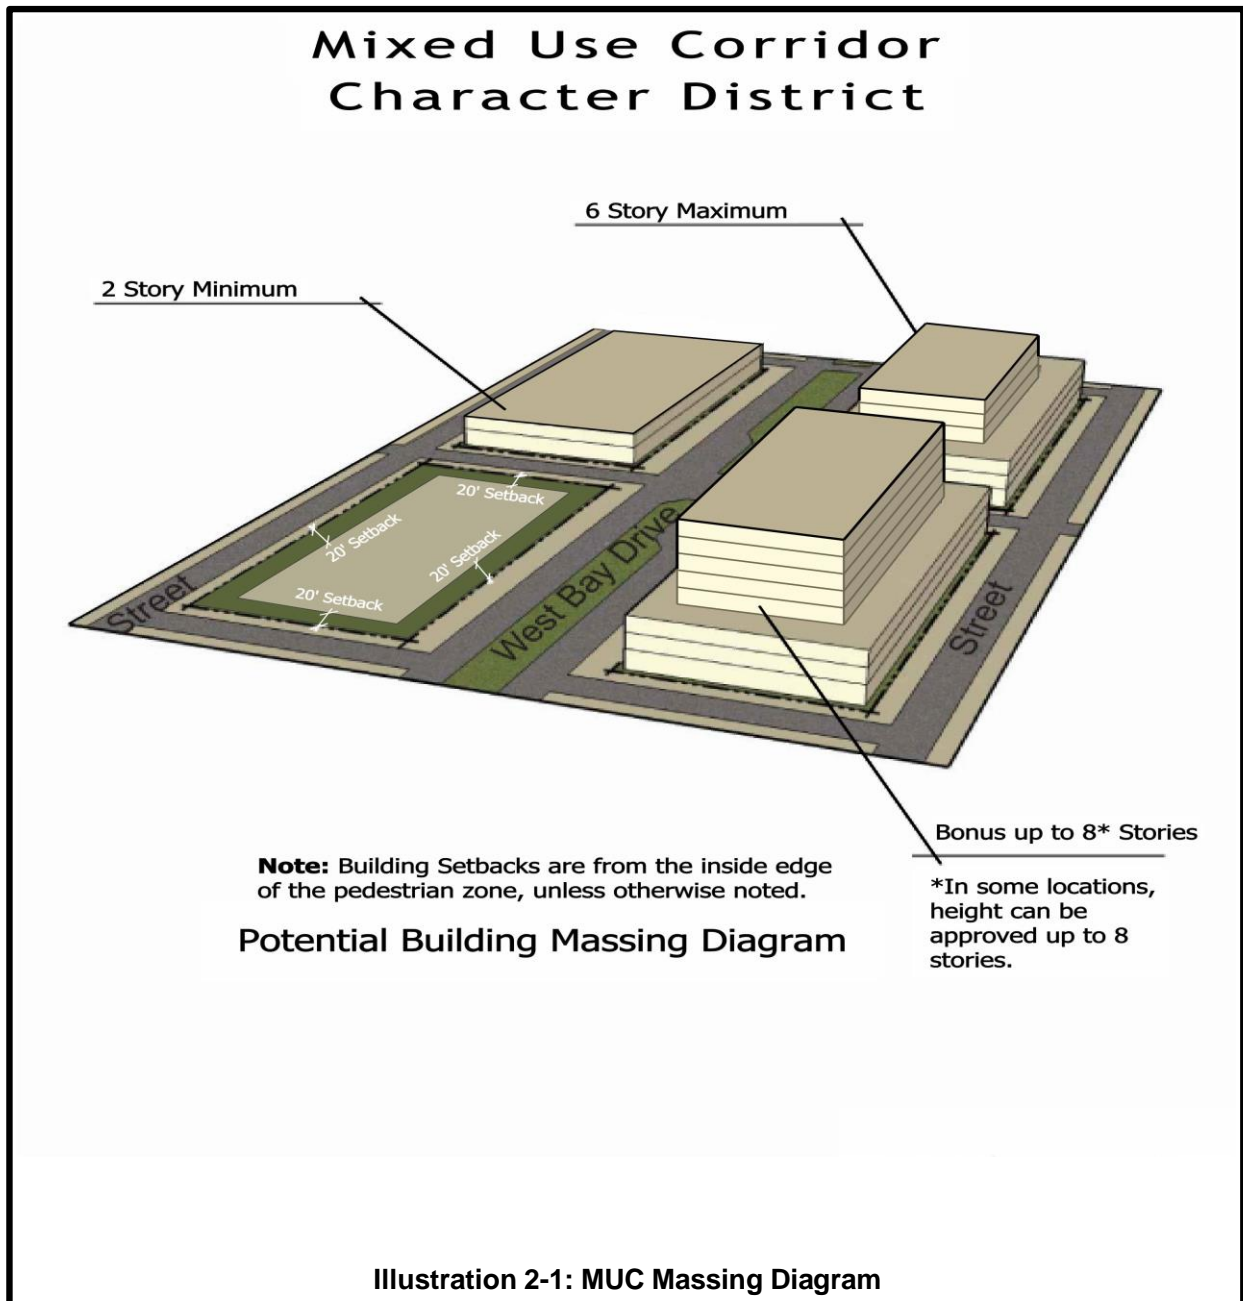 Mixed Use Corridor
Character District
6 Story Maximum
2 Story Minimum
20' Setback
20' Setback
20' Setback
20' Setback
Street
West Bay Drive
Street
Bonus up to 8* Stories
*In some locations,
height can be
approved up to 8
stories.
Note: Building Setbacks are from the inside edge
of the pedestrian zone, unless otherwise noted.
Potential Building Massing Diagram
Illustration 2-1: MUC Massing Diagram